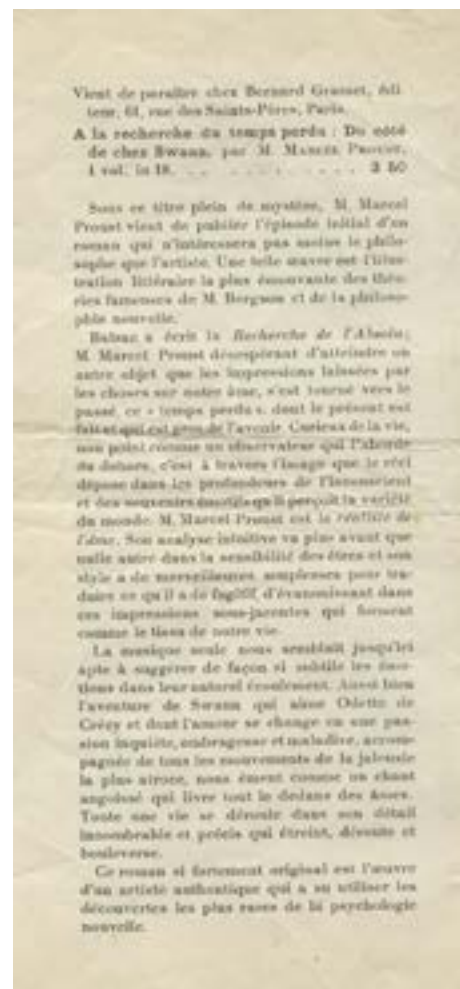 Vient de paraître chez Bernard Grasset, édi-
teur, 61, rue des Saints-Pères, Paris.
A la recherche du temps perdu : Du côté
de chez Swann, par M. MARCEL PROUST,
1 vol. in 18. . . . . . . . . . 3 50
Sous ce titre plein de mystère, M. Marcel
Proust vient de publier l'épisode initial d'un
roman qui n'intéressera pas moins le philo-
sophe que l'artiste. Une telle œuvre est l'illus-
tration littéraire la plus émouvante des théo-
ries fameuses de M. Bergson et de la philoso-
phie nouvelle.
Balzac a écrit la Recherche de l'Absolu;
M. Marcel Proust désespérant d'atteindre un
autre objet que les impressions laissées par
les choses sur notre âme, s'est tourné vers le
passé, ce « temps perdu », dont le présent est
fait et qui est gros de l'avenir. Curieux de la vie,
non point comme un observateur qui l'aborde
du dehors, c'est à travers l'image que le réel
dépose dans les profondeurs de l'inconscient
et des souvenirs qu'il perçoit la variété
du monde. M. Marcel Proust est le réaliste de
l'âme. Son analyse intuitive va plus avant que
nulle autre dans la sensibilité des êtres et son
style a de merveilleuses souplesses pour tra-
duire ce qu'il a de d'évanouissant dans
ces impressions sous-jacentes qui forment
comme le tissu de notre vie.
La musique seule nous semblait jusqu'ici
apte à suggérer de façon si subtile les émo-
tions dans leur naturel écoulement. Aussi bien
l'aventure de Swann qui aime Odette de
Crécy et dont l'amour se change en une pas-
sion inquiète, ombrageuse et maladive, accom-
pagnée de tous les mouvements de la jalousie
la plus atroce, nous émeut comme un chant
angoissé qui livre tout le dedans des âmes.
Toute une vie se déroule dans son détail
innombrable et précis qui étreint, déroute et
bouleverse.
Ce roman si fortement original est l'œuvre
d'un artiste authentique qui a su utiliser les
découvertes les plus rares de la psychologie
nouvelle.